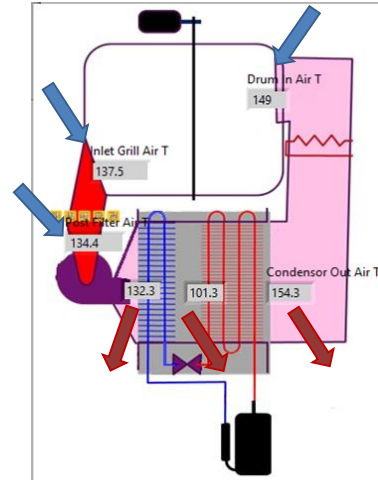 Drum In Air T
149
Inlet Grill Air T
137.5
Post Filter Air T
134.4
Condensor Out Air T
132.3
101.3
154.3